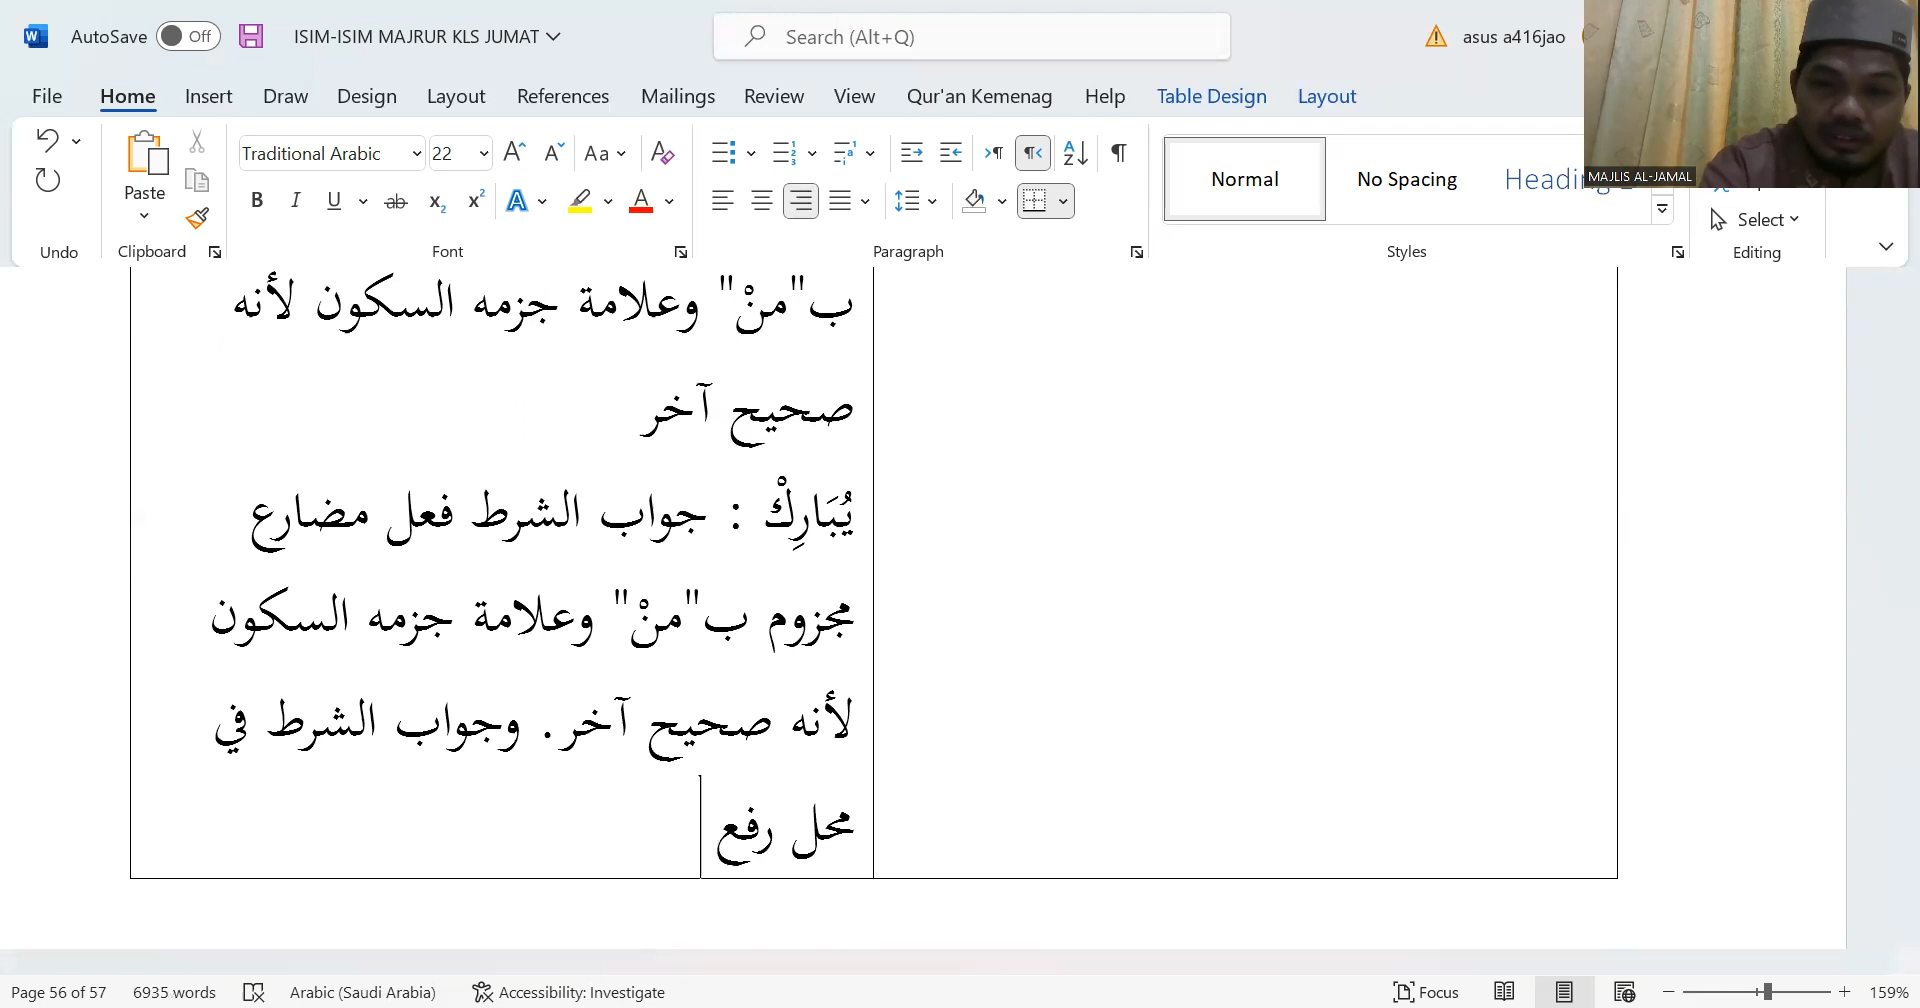 AutoSave Off ISIM-ISIM MAJRUR KLS JUMAT Search (Alt+Q) asus a416jao
File Home Insert Draw Design Layout References Mailings Review View Qur'an Kemenag Help Table Design Layout
MAJLIS AL-JAMAL
Traditional Arabic 22
Paste
Normal No Spacing
Select
Undo Clipboard Font Paragraph Styles Editing
ب"منْ" وعلامة جزمه السكون لأنه
صحيح آخر
يُبَارِكْ : جواب الشرط فعل مضارع
مجزوم ب"منْ" وعلامة جزمه السكون
لأنه صحيح آخر. وجواب الشرط في
محل رفع
Page 56 of 57 6935 words Arabic (Saudi Arabia) Accessibility: Investigate Focus 159%